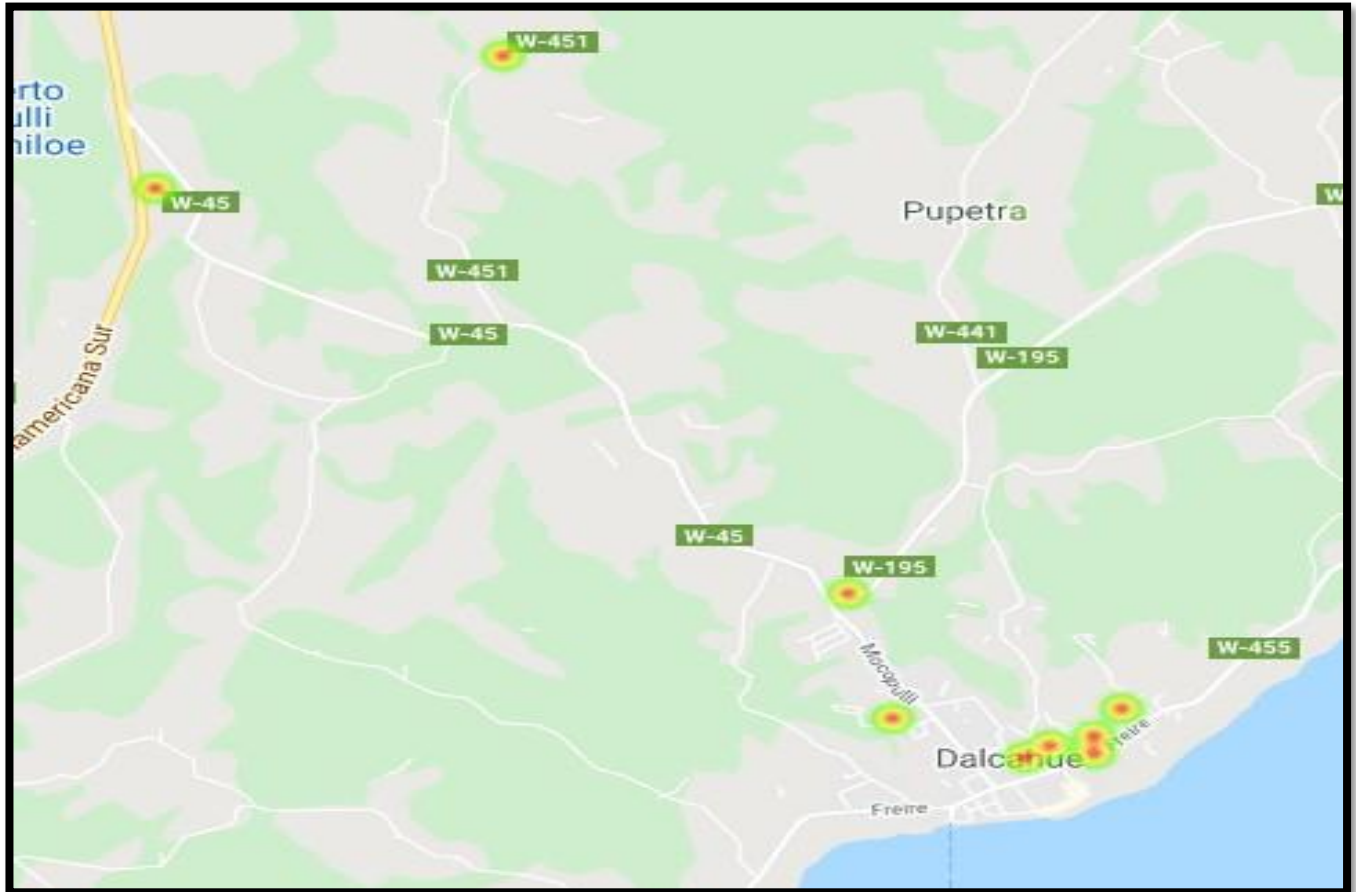 W-451
erto
ulli
hiloe
W-45
Pupetra
W-451
W-45
W-441
W-195
americana Sur
W-45
W-195
Mocopulli
W-455
Dalcahue
Freire
Freire